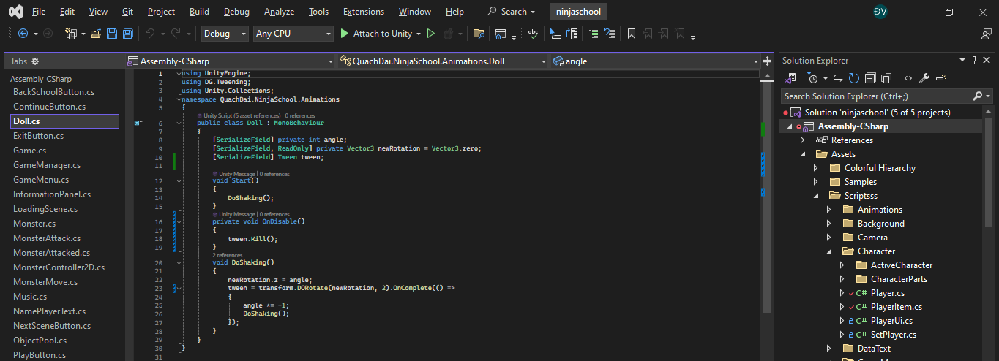 File Edit View Git Project Build Debug Analyze Tools Extensions Window Help Search ninjaschool ĐV
Debug Any CPU Attach to Unity
Tabs
Assembly-CSharp
BackSchoolButton.cs
ContinueButton.cs
Doll.cs
ExitButton.cs
Game.cs
GameManager.cs
GameMenu.cs
InformationPanel.cs
LoadingScene.cs
Monster.cs
MonsterAttack.cs
MonsterAttacked.cs
MonsterController2D.cs
MonsterMove.cs
Music.cs
NamePlayerText.cs
NextSceneButton.cs
ObjectPool.cs
PlayButton.cs
Assembly-CSharp QuachDai.NinjaSchool.Animations.Doll angle
1 using UnityEngine;
2 using DG.Tweening;
3 using Unity.Collections;
4 namespace QuachDai.NinjaSchool.Animations
5 {
Unity Script (6 asset references) | 0 references
6 public class Doll : MonoBehaviour
7 {
8 [SerializeField] private int angle;
9 [SerializeField, ReadOnly] private Vector3 newRotation = Vector3.zero;
10 [SerializeField] Tween tween;
11
Unity Message | 0 references
12 void Start()
13 {
14 DoShaking();
15 }
Unity Message | 0 references
16 private void OnDisable()
17 {
18 tween.Kill();
19 }
2 references
20 void DoShaking()
21 {
22 newRotation.z = angle;
23 tween = transform.DORotate(newRotation, 2).OnComplete(() =>
24 {
25 angle *= -1;
26 DoShaking();
27 });
28 }
29 }
30 }
31
Solution Explorer
Search Solution Explorer (Ctrl+;)
Solution 'ninjaschool' (5 of 5 projects)
Assembly-CSharp
References
Assets
Colorful Hierarchy
Samples
Scriptsss
Animations
Background
Camera
Character
ActiveCharacter
CharacterParts
C# Player.cs
C# PlayerItem.cs
C# PlayerUi.cs
C# SetPlayer.cs
DataText